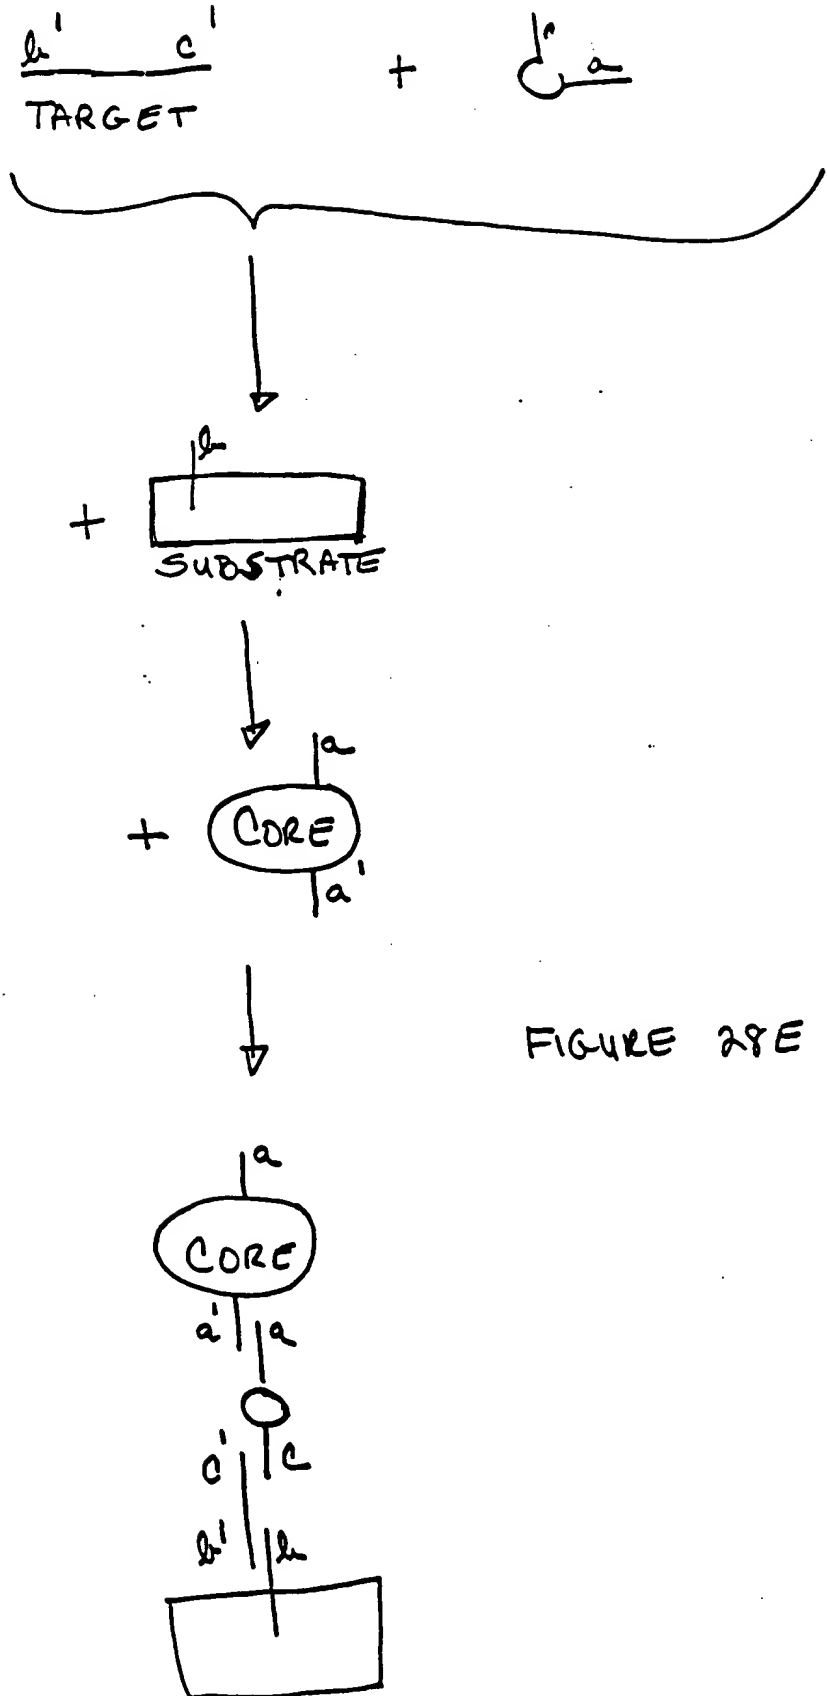 b' c'
TARGET
+
c a
b
+
SUBSTRATE
a
+ CORE
a'
FIGURE 28E
a
CORE
a' a
c' c
b' b